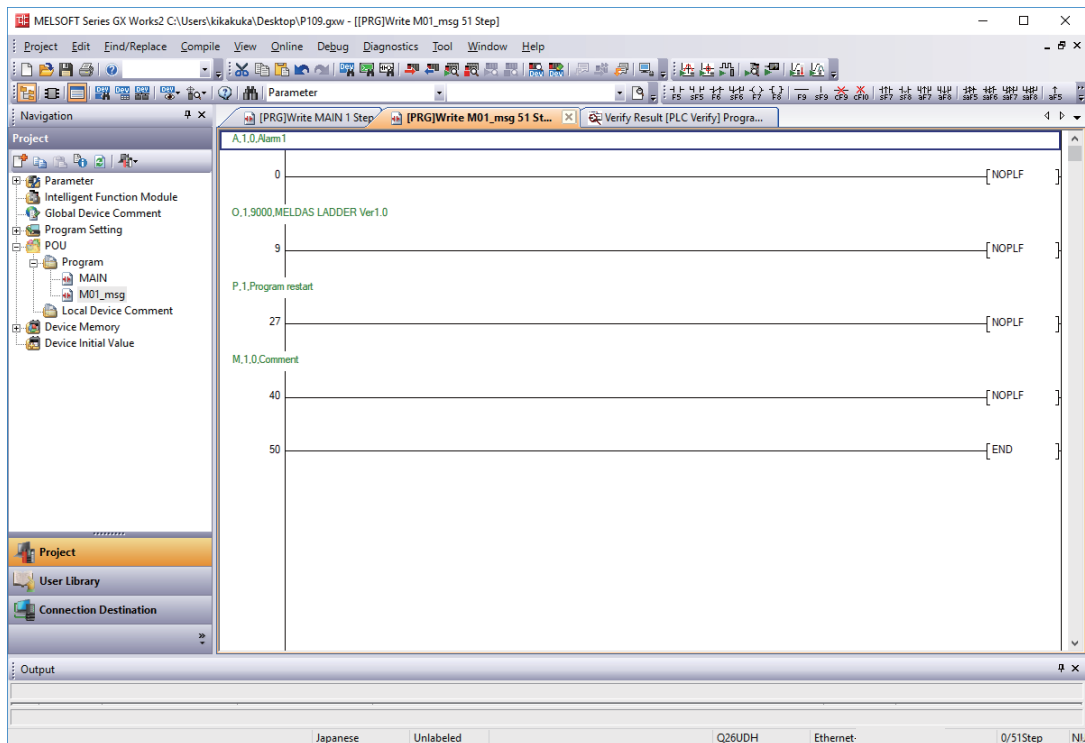 MELSOFT Series GX Works2 C:\Users\kikakuka\Desktop\P109.gxw - [[PRG]Write M01_msg 51 Step]
Project Edit Find/Replace Compile View Online Debug Diagnostics Tool Window Help
Parameter
Navigation
[PRG]Write MAIN 1 Step
[PRG]Write M01_msg 51 St...
Verify Result [PLC Verify] Progra...
Project
Parameter
Intelligent Function Module
Global Device Comment
Program Setting
POU
Program
MAIN
M01_msg
Local Device Comment
Device Memory
Device Initial Value
Project
User Library
Connection Destination
A,1,0,Alarm1
0 NOPLF
O,1,9000,MELDAS LADDER Ver1.0
9 NOPLF
P,1,Program restart
27 NOPLF
M,1,0,Comment
40 NOPLF
50 END
Output
Japanese Unlabeled Q26UDH Ethernet 0/51Step